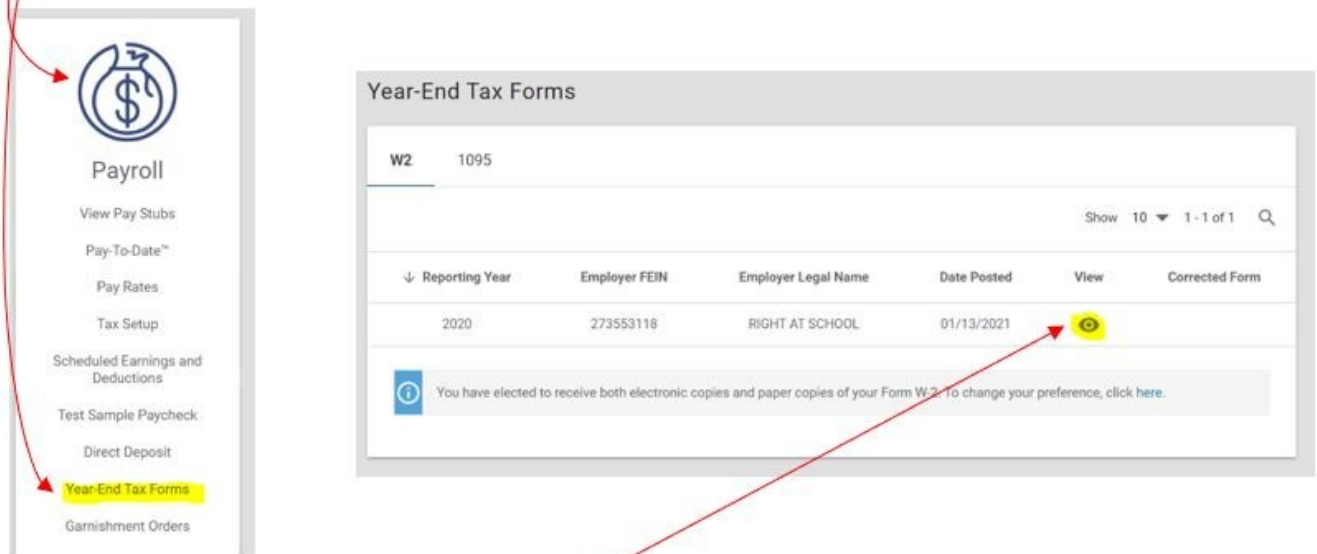 Payroll
View Pay Stubs
Pay-To-Date™
Pay Rates
Tax Setup
Scheduled Earnings and
Deductions
Test Sample Paycheck
Direct Deposit
Year-End Tax Forms
Garnishment Orders
Year-End Tax Forms
W2 1095
Show 10 1 - 1 of 1
Reporting Year Employer FEIN Employer Legal Name Date Posted View Corrected Form
2020 273553118 RIGHT AT SCHOOL 01/13/2021
You have elected to receive both electronic copies and paper copies of your Form W-2. To change your preference, click here.